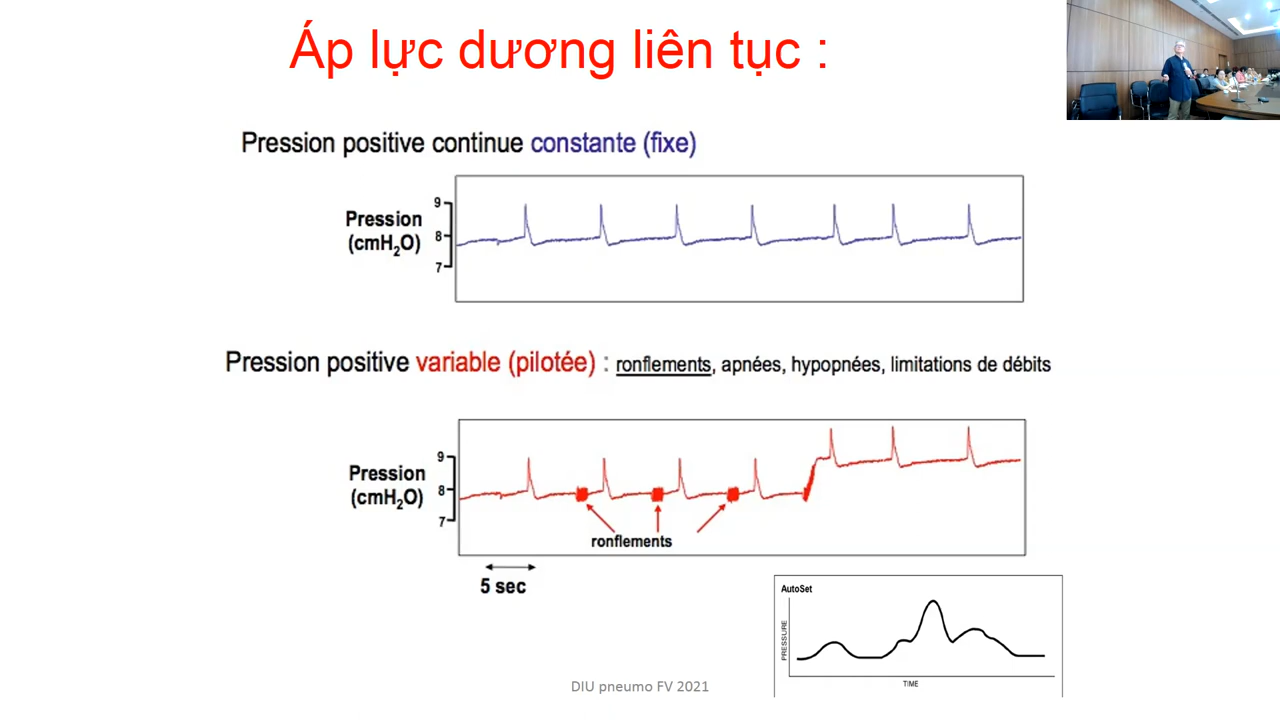 Áp lực dương liên tục :
Pression positive continue constante (fixe)
Pression
(cmH₂O)
9
8
7
Pression positive variable (pilotée) : ronflements, apnées, hypopnées, limitations de débits
Pression
(cmH₂O)
9
8
7
ronflements
5 sec
AutoSet
PRESSURE
TIME
DIU pneumo FV 2021